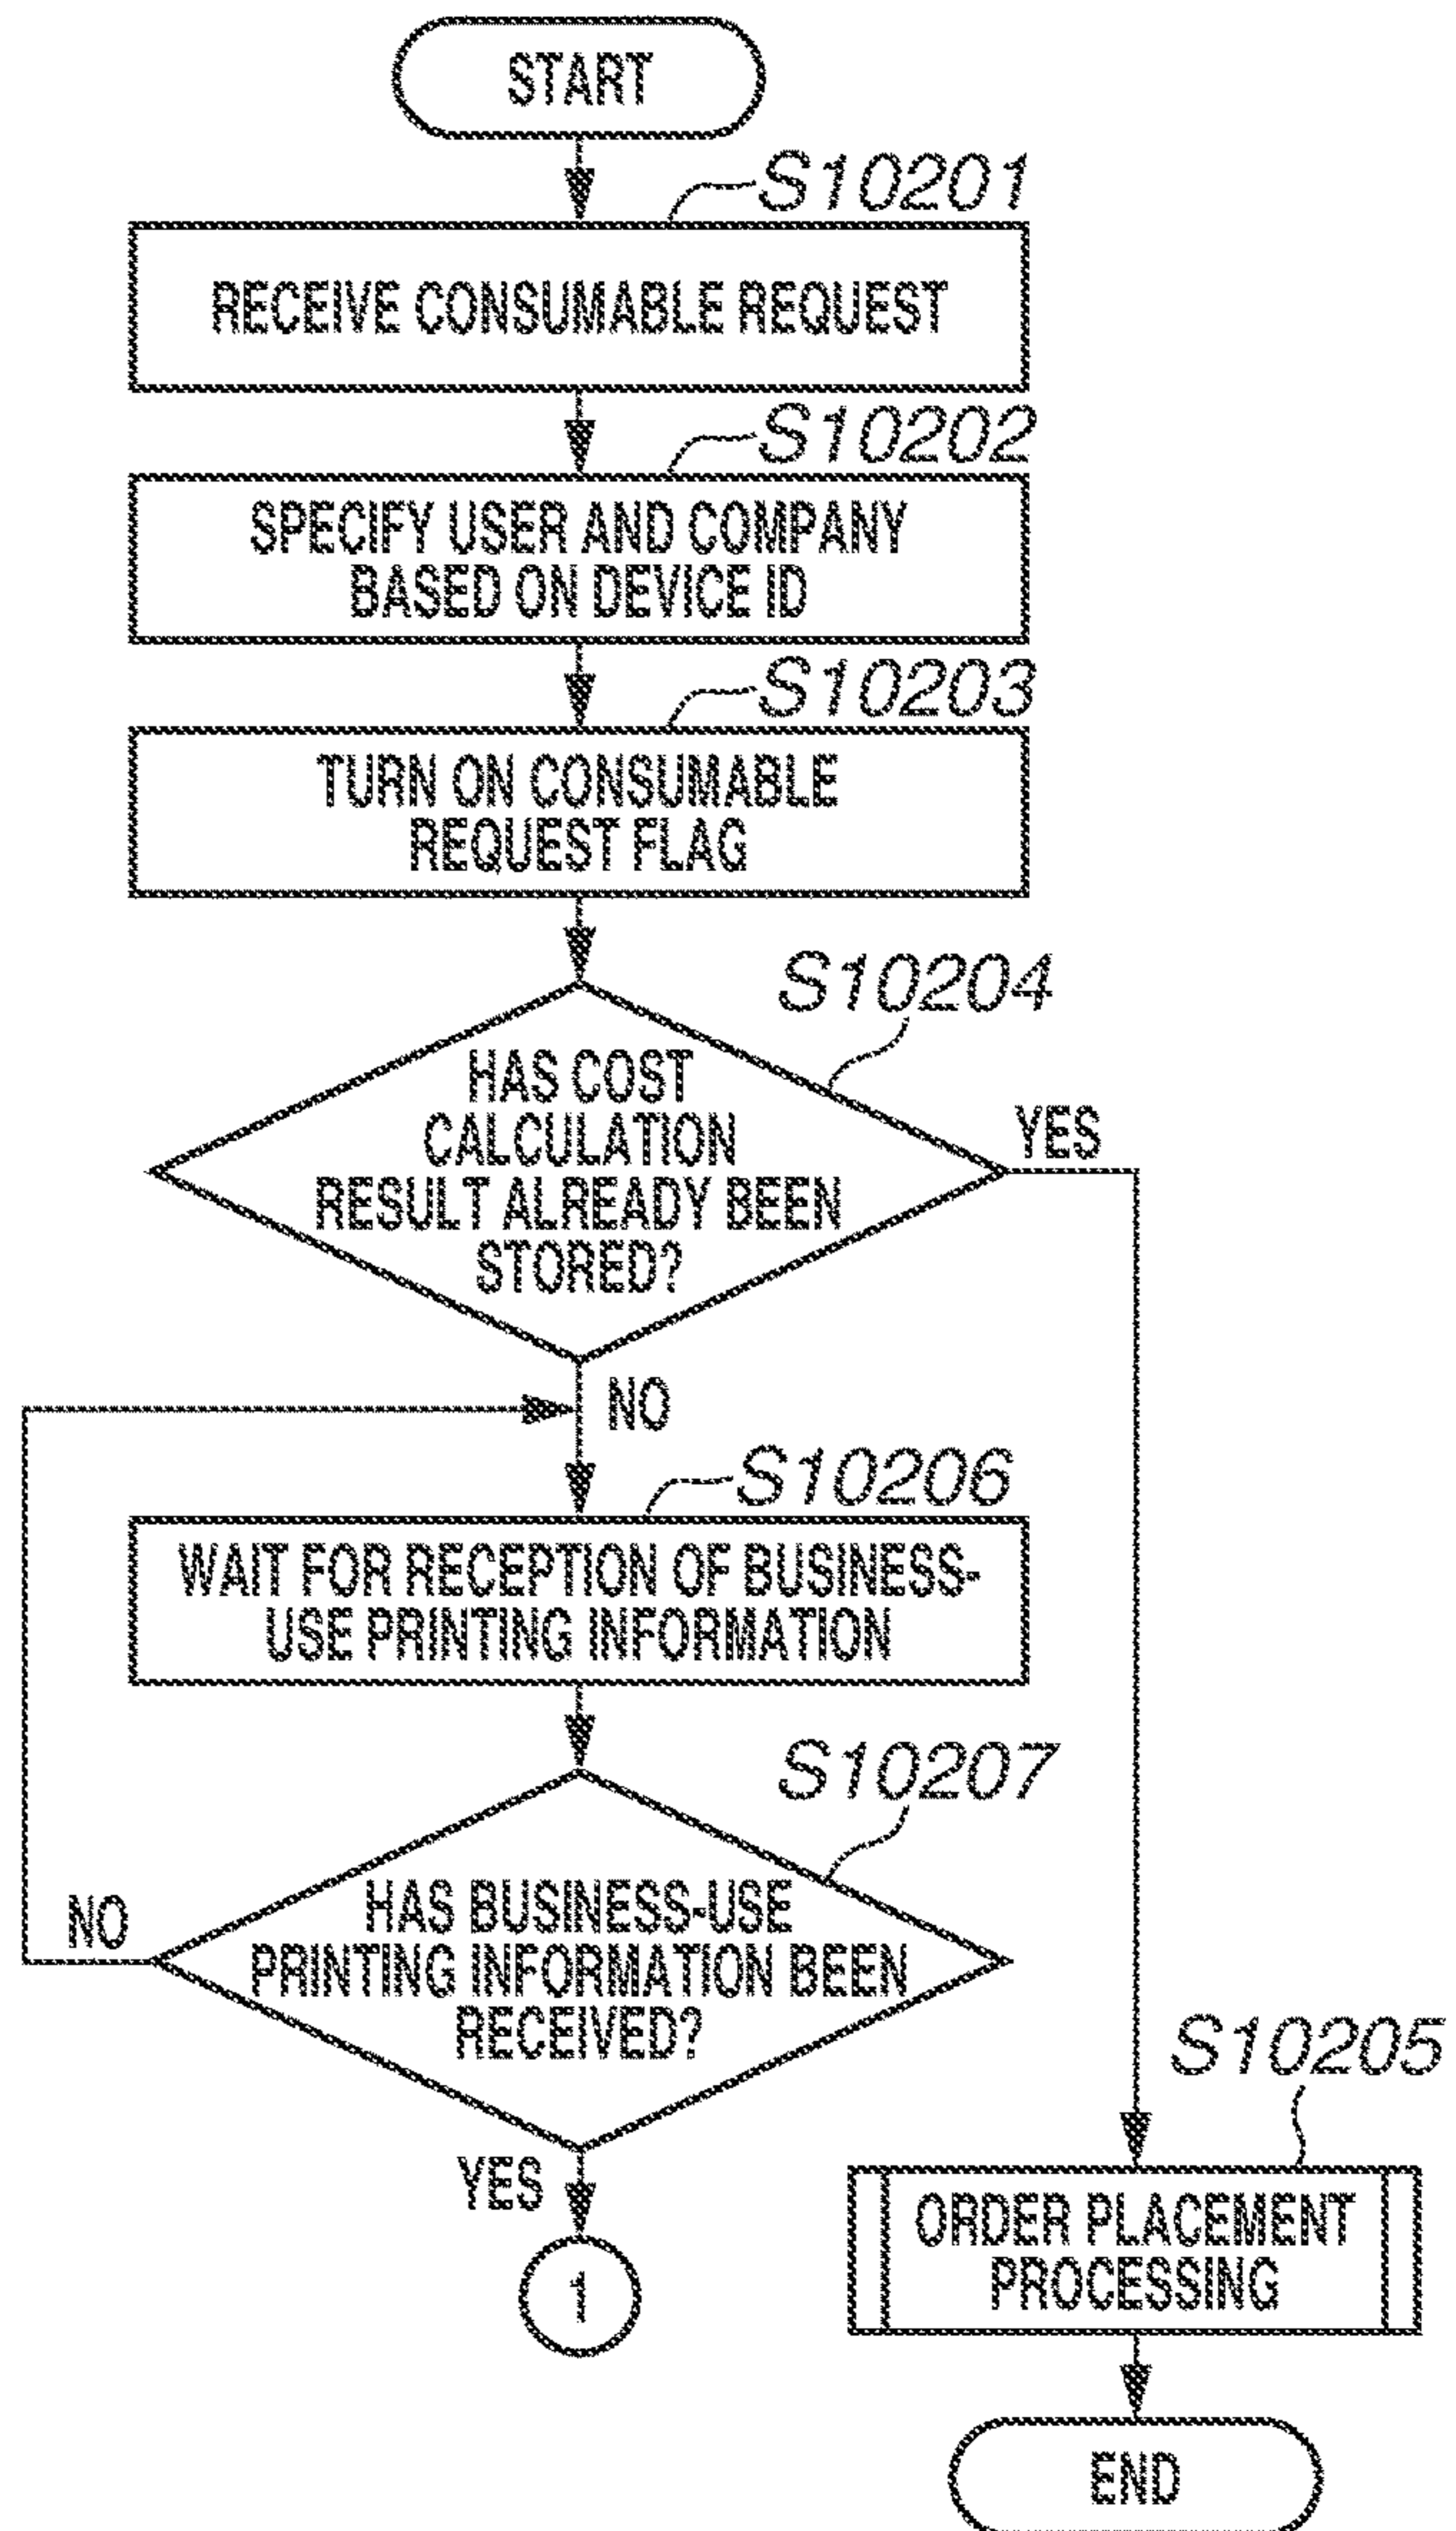 START
S10201
RECEIVE CONSUMABLE REQUEST
S10202
SPECIFY USER AND COMPANY
BASED ON DEVICE ID
S10203
TURN ON CONSUMABLE
REQUEST FLAG
S10204
HAS COST
CALCULATION
RESULT ALREADY BEEN
STORED?
YES
NO
S10206
WAIT FOR RECEPTION OF BUSINESS-
USE PRINTING INFORMATION
S10207
HAS BUSINESS-USE
PRINTING INFORMATION BEEN
RECEIVED?
NO
YES
1
S10205
ORDER PLACEMENT
PROCESSING
END